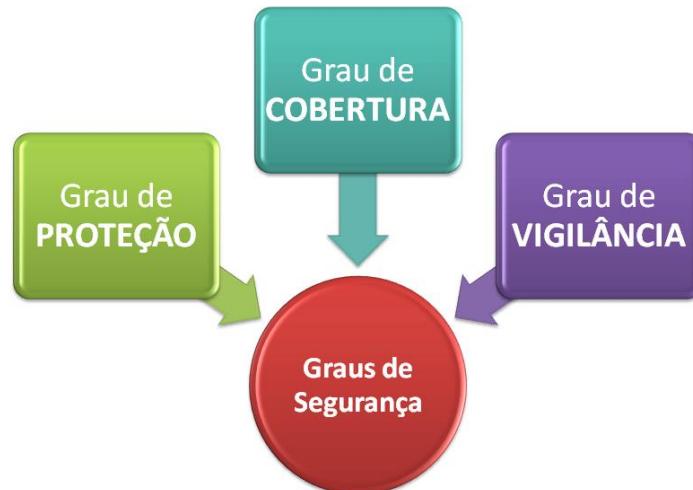 Grau de
COBERTURA
Grau de
PROTEÇÃO
Grau de
VIGILÂNCIA
Graus de
Segurança